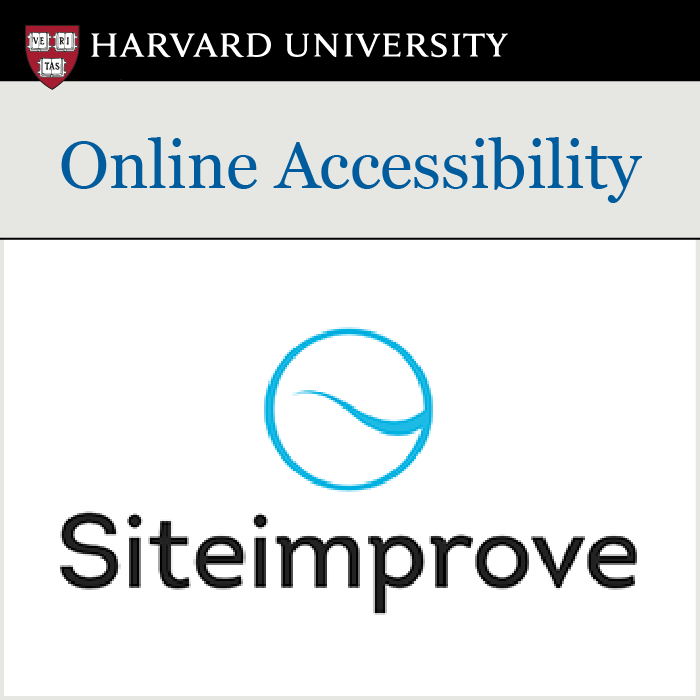 VE RI
TAS
HARVARD UNIVERSITY
Online Accessibility
Siteimprove